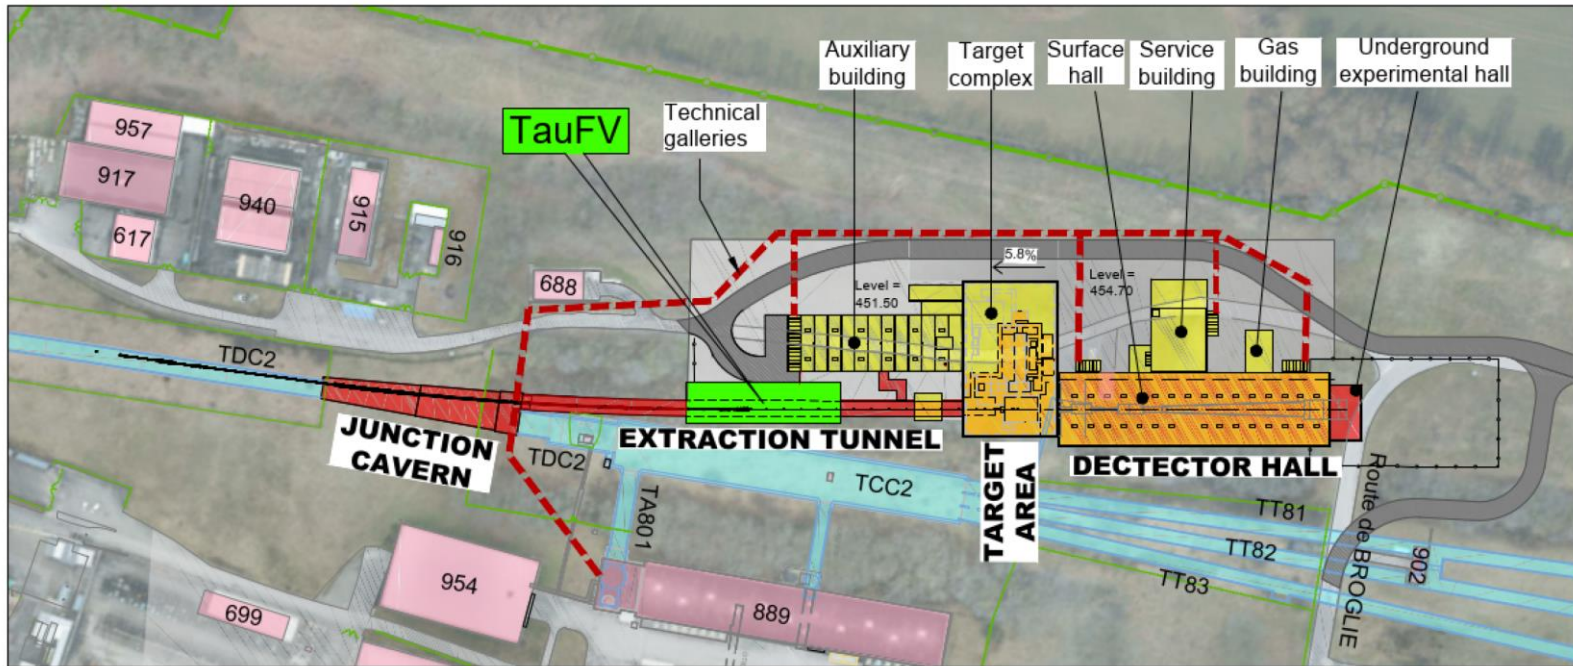 Auxiliary
building
Target
complex
Surface
hall
Service
building
Gas
building
Underground
experimental hall
TauFV
Technical
galleries
957
917
617
940
915
916
688
5.8%
Level =
451.50
Level =
454.70
TDC2
JUNCTION
CAVERN
EXTRACTION TUNNEL
TARGET
AREA
DECTECTOR HALL
TDC2
TCC2
TA801
TT81
TT82
TT83
902
Route de BROGLIE
954
699
889